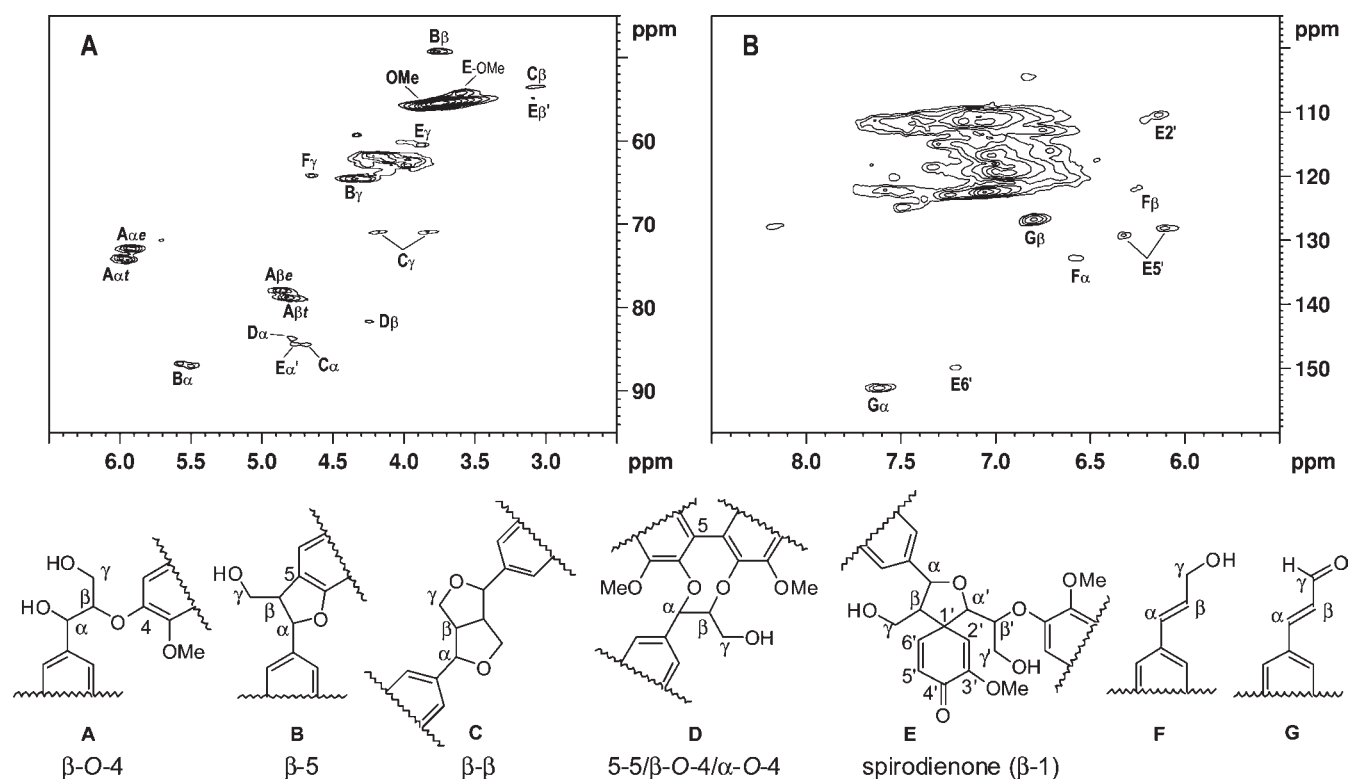 A
ppm
Bβ
OMe
E-OMe
Cβ
Eβ'
Eγ
Fγ
Bγ
60
70
80
90
Aαe
Aαt
Cγ
Aβe
Aβt
Dα
Dβ
Eα'
Cα
Bα
6.0 5.5 5.0 4.5 4.0 3.5 3.0 ppm
B
ppm
110
120
130
140
150
E2'
Fβ
Gβ
E5'
Fα
E6'
Gα
8.0 7.5 7.0 6.5 6.0 ppm
HO γ
HO β
α O 4
OMe
A
β-O-4
HO 5
γ β O
α
B
β-5
O
γ
β
α O
C
β-β
5
MeO O O OMe
α β
γ OH
D
5-5/β-O-4/α-O-4
α O
β α' O OMe
HO γ 1' 2' β'
6' γ' OH
5' 3' OMe
4'
O
E
spirodienone (β-1)
OH
γ
α β
F
H O
γ
α β
G